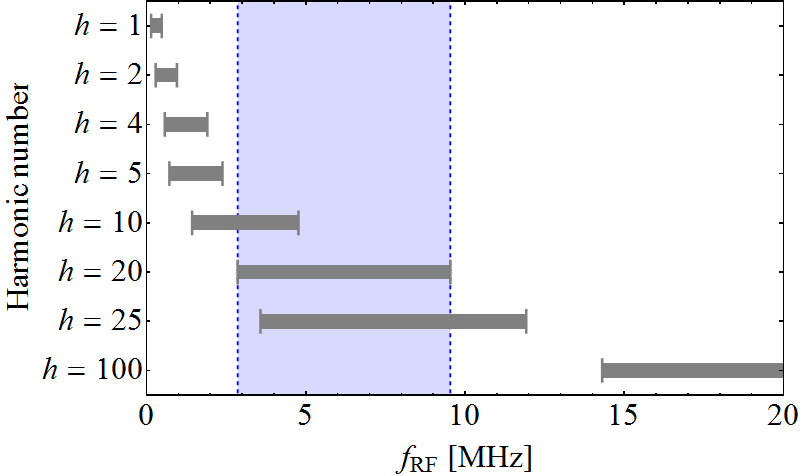 Harmonic number
h = 1
h = 2
h = 4
h = 5
h = 10
h = 20
h = 25
h = 100
0 5 10 15 20
fRF [MHz]